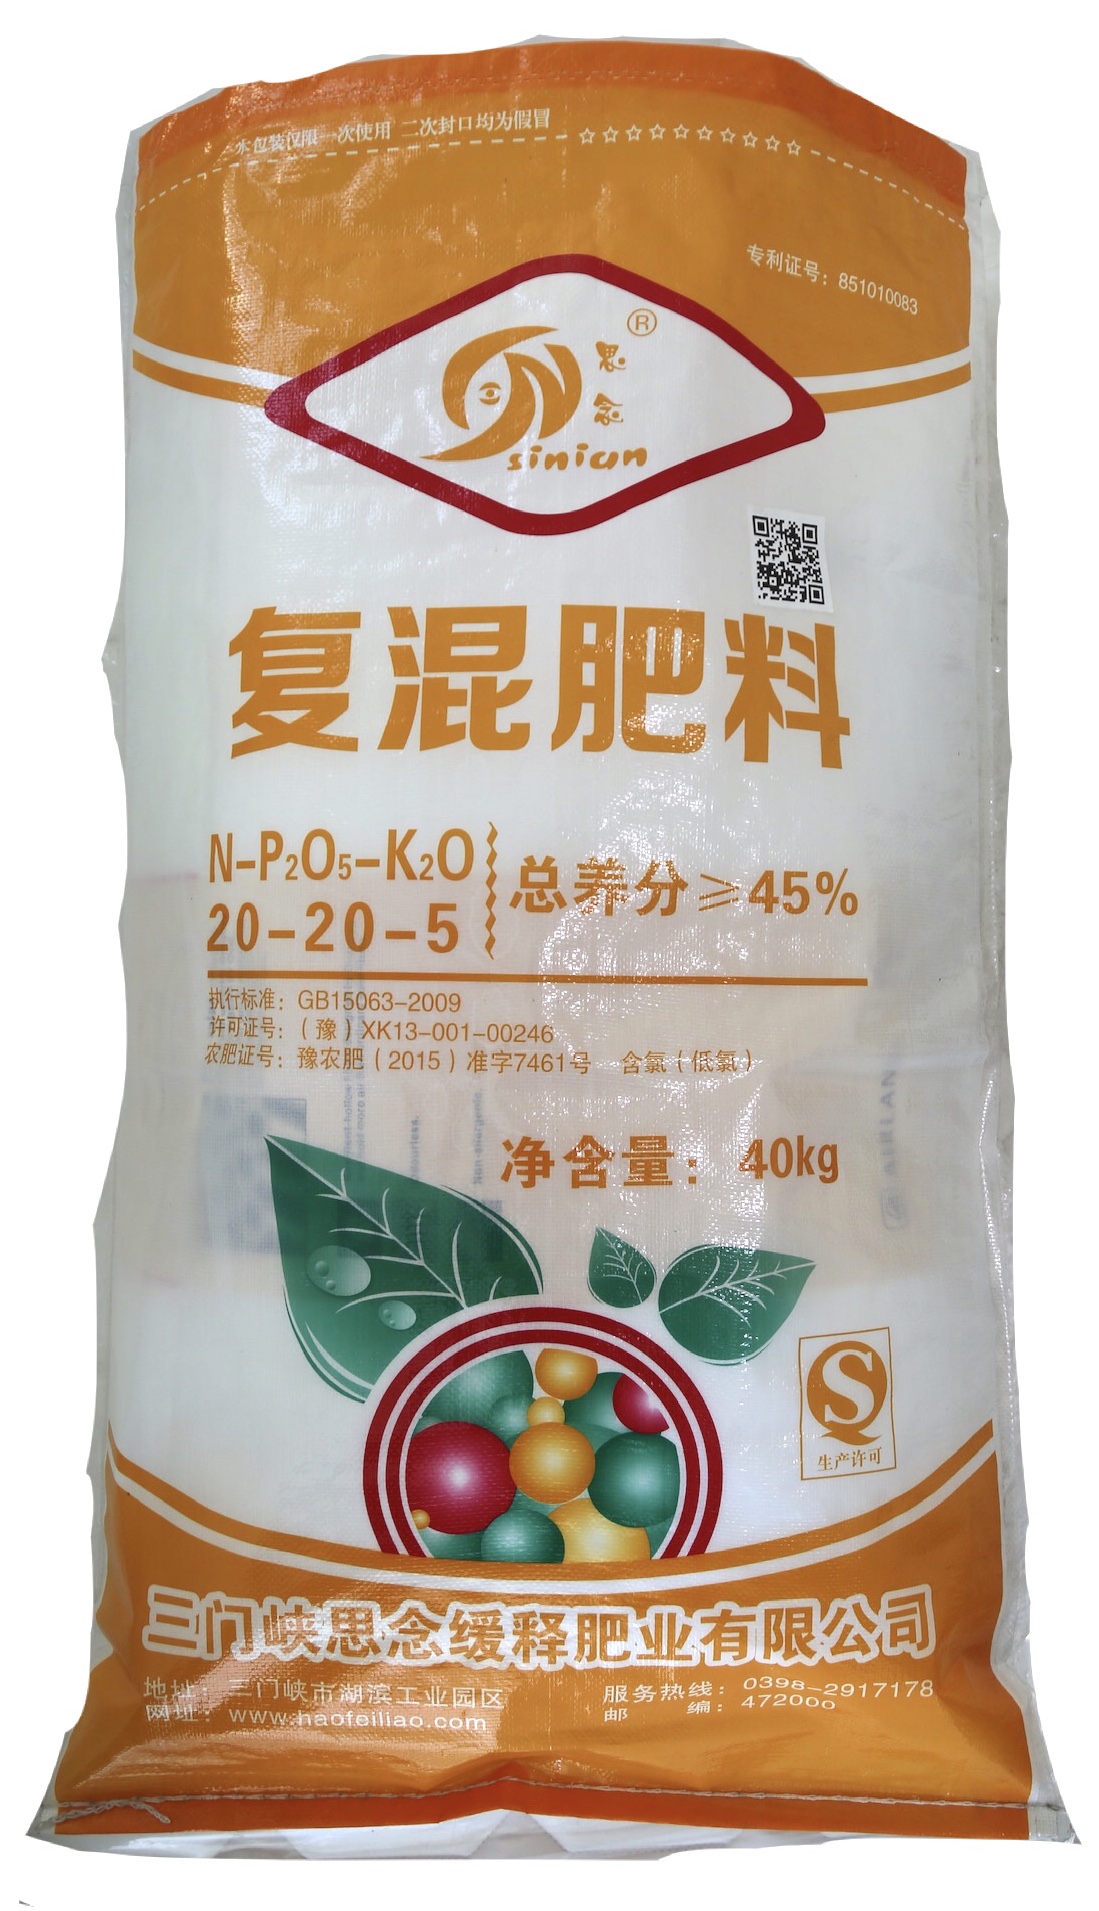 本包装仅限一次使用 二次封口均为假冒 ☆☆☆☆☆☆☆☆☆☆
专利证号：851010083
®
思念
sinian
复混肥料
N-P₂O₅-K₂O
20-20-5
总养分≥45%
执行标准：GB15063-2009
许可证号：（豫）XK13-001-00246
农肥证号：豫农肥（2015）准字7461号 含氯（低氯）
净含量：40kg
S
生产许可
三门峡思念缓释肥业有限公司
地址：三门峡市湖滨工业园区
网址：www.haofeiliao.com
服务热线：0398-2917178
邮编：472000